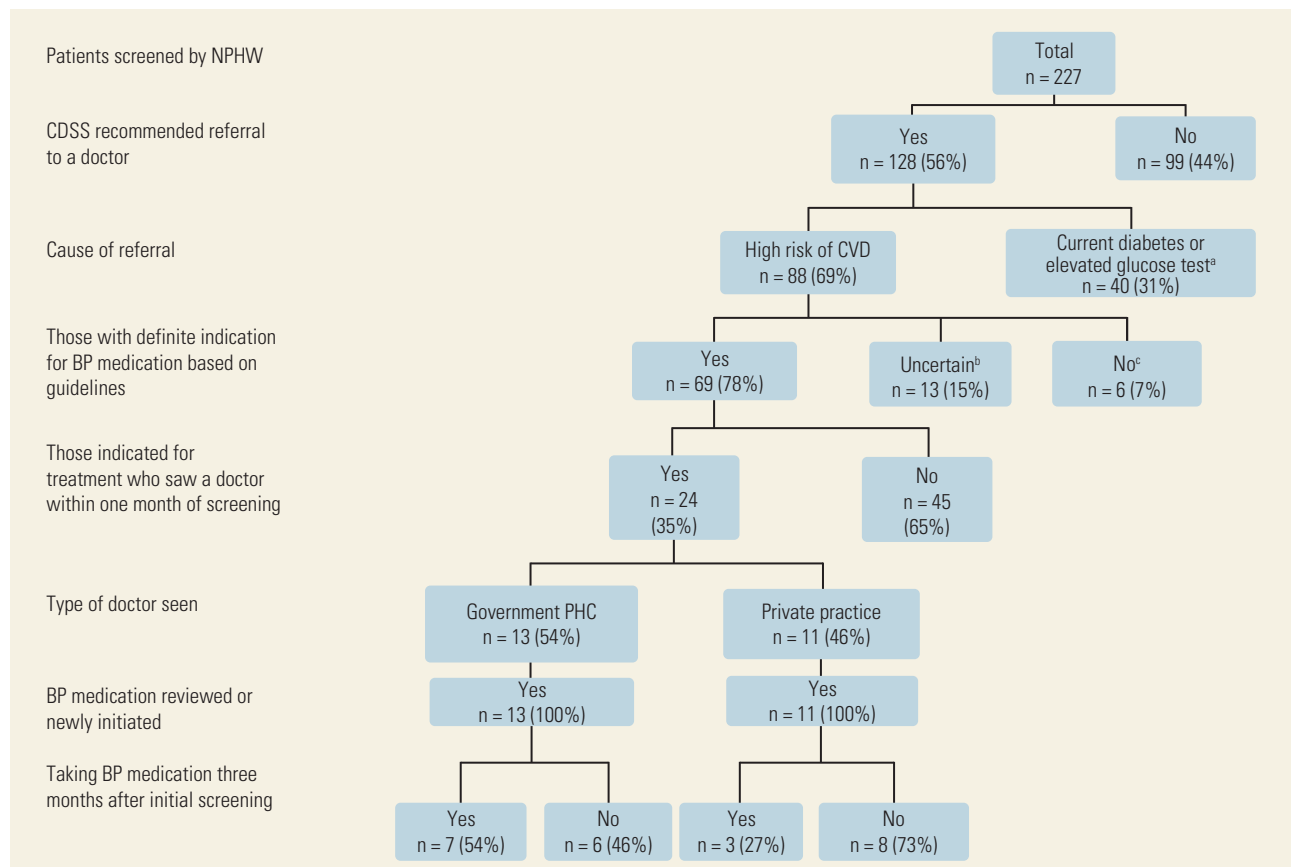 Patients screened by NPHW
Total
n = 227
CDSS recommended referral
to a doctor
Yes
n = 128 (56%)
No
n = 99 (44%)
Cause of referral
High risk of CVD
n = 88 (69%)
Current diabetes or
elevated glucose testᵃ
n = 40 (31%)
Those with definite indication
for BP medication based on
guidelines
Yes
n = 69 (78%)
Uncertainᵇ
n = 13 (15%)
Noᶜ
n = 6 (7%)
Those indicated for
treatment who saw a doctor
within one month of screening
Yes
n = 24
(35%)
No
n = 45
(65%)
Type of doctor seen
Government PHC
n = 13 (54%)
Private practice
n = 11 (46%)
BP medication reviewed or
newly initiated
Yes
n = 13 (100%)
Yes
n = 11 (100%)
Taking BP medication three
months after initial screening
Yes
n = 7 (54%)
No
n = 6 (46%)
Yes
n = 3 (27%)
No
n = 8 (73%)